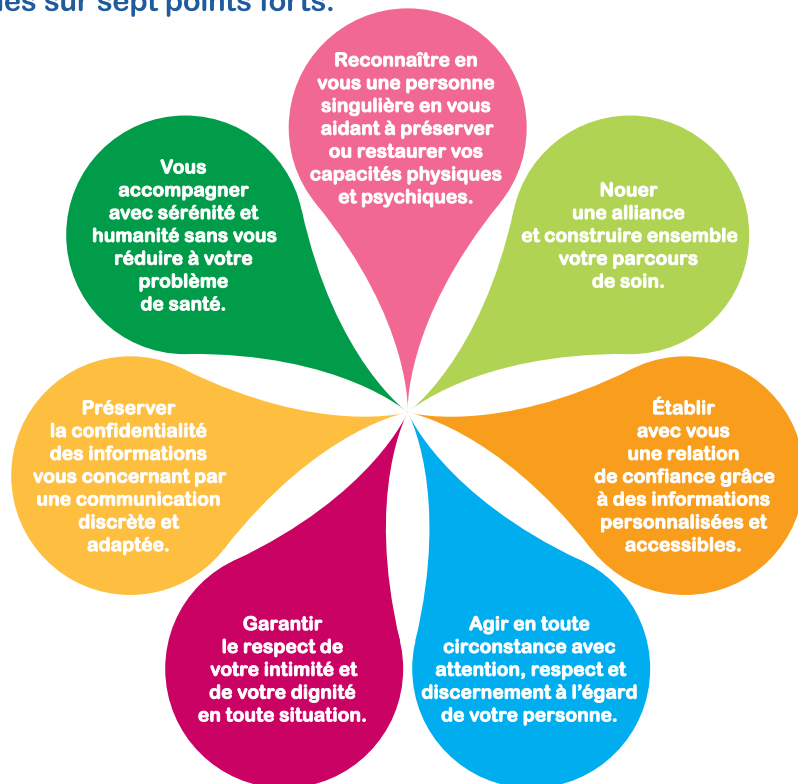 sur sept points forts.
Reconnaître en
vous une personne
singulière en vous
aidant à préserver
ou restaurer vos
capacités physiques
et psychiques.
Nouer
une alliance
et construire ensemble
votre parcours
de soin.
Établir
avec vous
une relation
de confiance grâce
à des informations
personnalisées et
accessibles.
Agir en toute
circonstance avec
attention, respect et
discernement à l'égard
de votre personne.
Garantir
le respect de
votre intimité et
de votre dignité
en toute situation.
Préserver
la confidentialité
des informations
vous concernant par
une communication
discrète et
adaptée.
Vous
accompagner
avec sérénité et
humanité sans vous
réduire à votre
problème
de santé.